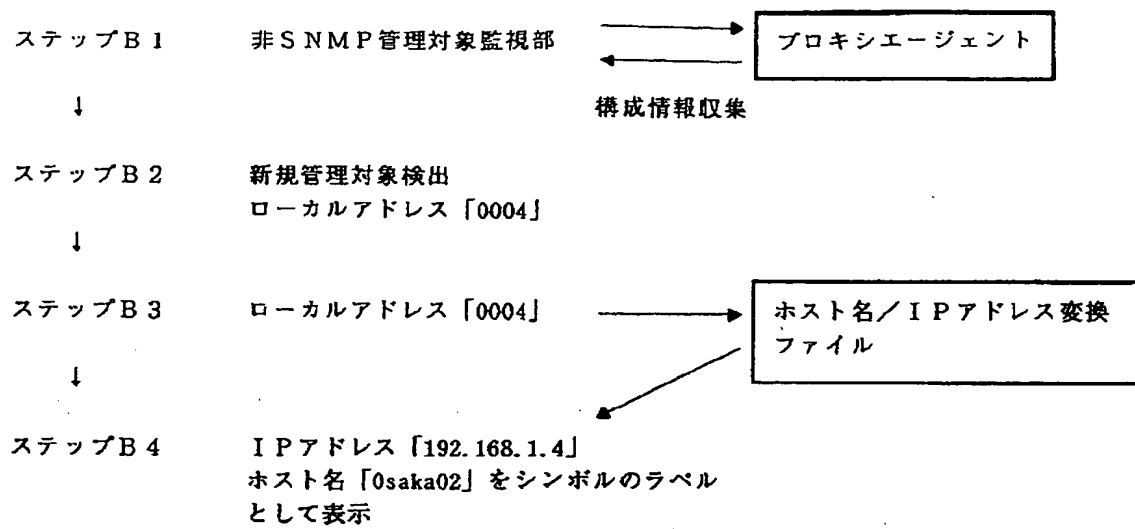 ステップB1 非SNMP管理対象監視部 プロキシエージェント
構成情報収集
↓
ステップB2 新規管理対象検出
ローカルアドレス「0004」
↓
ステップB3 ローカルアドレス「0004」 ホスト名/IPアドレス変換
ファイル
↓
ステップB4 IPアドレス「192.168.1.4」
ホスト名「Osaka02」をシンボルのラベル
として表示